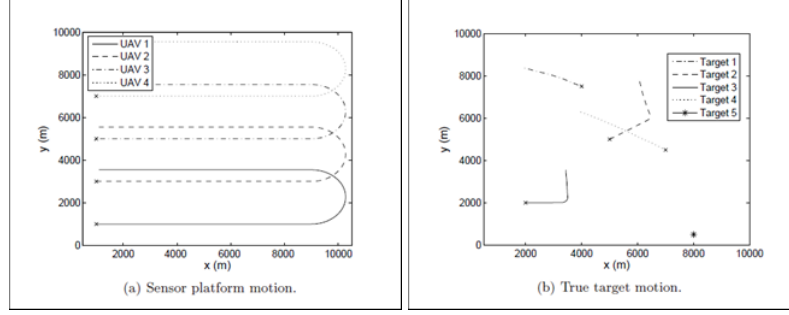 10000
8000
6000
4000
2000
0
y (m)
UAV 1
UAV 2
UAV 3
UAV 4
2000 4000 6000 8000 10000
x (m)
(a) Sensor platform motion.
10000
8000
6000
4000
2000
0
y (m)
Target 1
Target 2
Target 3
Target 4
Target 5
2000 4000 6000 8000 10000
x (m)
(b) True target motion.